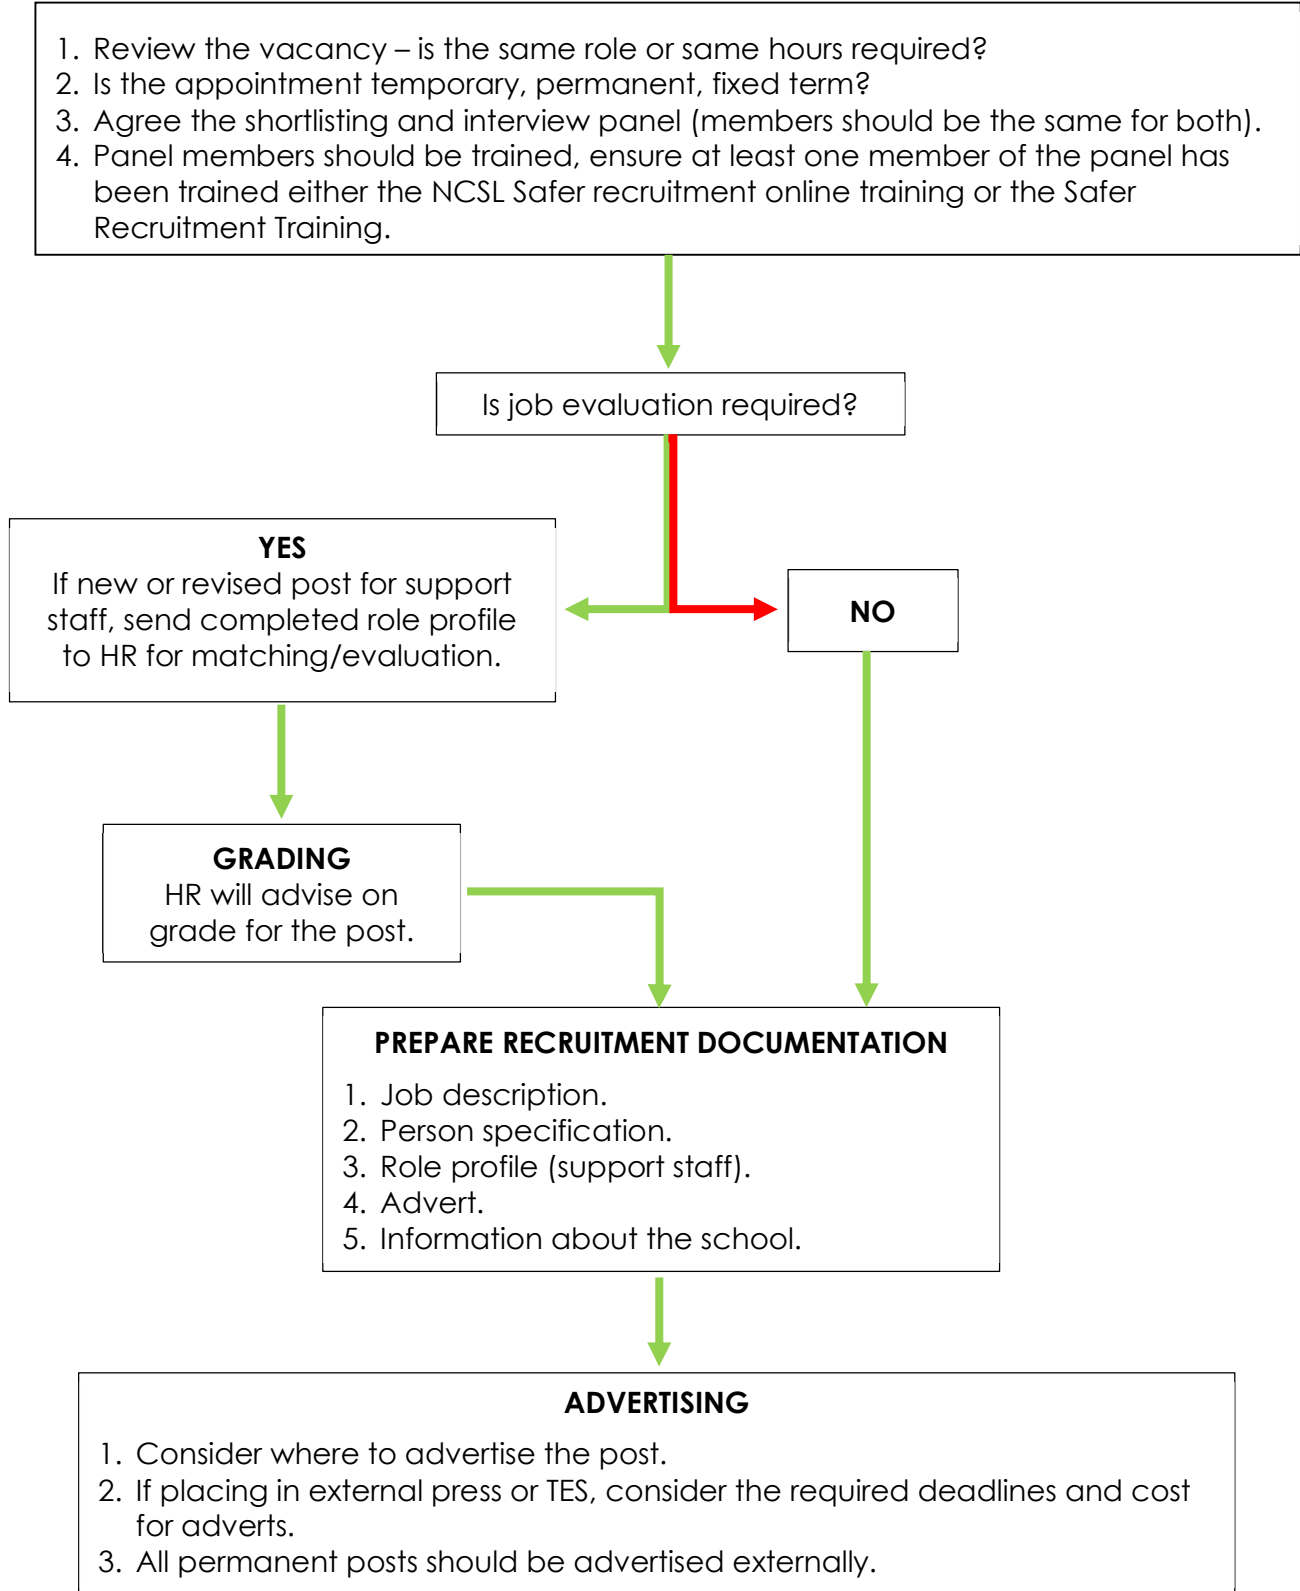 1. Review the vacancy – is the same role or same hours required?
2. Is the appointment temporary, permanent, fixed term?
3. Agree the shortlisting and interview panel (members should be the same for both).
4. Panel members should be trained, ensure at least one member of the panel has
been trained either the NCSL Safer recruitment online training or the Safer
Recruitment Training.
Is job evaluation required?
YES
If new or revised post for support
staff, send completed role profile
to HR for matching/evaluation.
NO
GRADING
HR will advise on
grade for the post.
PREPARE RECRUITMENT DOCUMENTATION
1. Job description.
2. Person specification.
3. Role profile (support staff).
4. Advert.
5. Information about the school.
ADVERTISING
1. Consider where to advertise the post.
2. If placing in external press or TES, consider the required deadlines and cost
for adverts.
3. All permanent posts should be advertised externally.